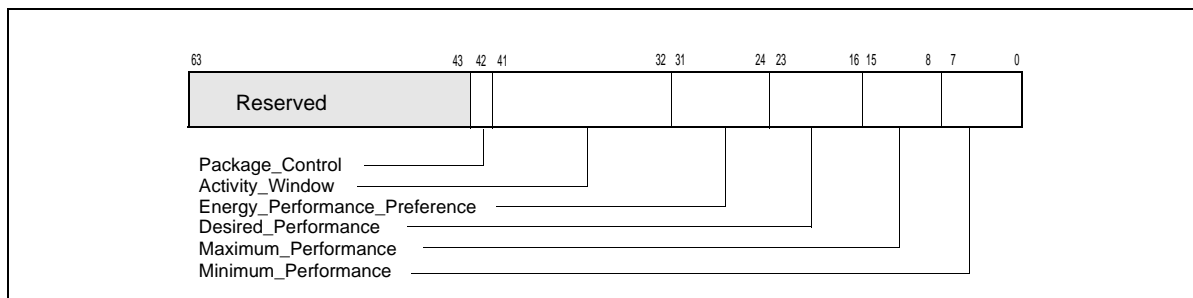 63 43 42 41 32 31 24 23 16 15 8 7 0
Reserved
Package_Control
Activity_Window
Energy_Performance_Preference
Desired_Performance
Maximum_Performance
Minimum_Performance